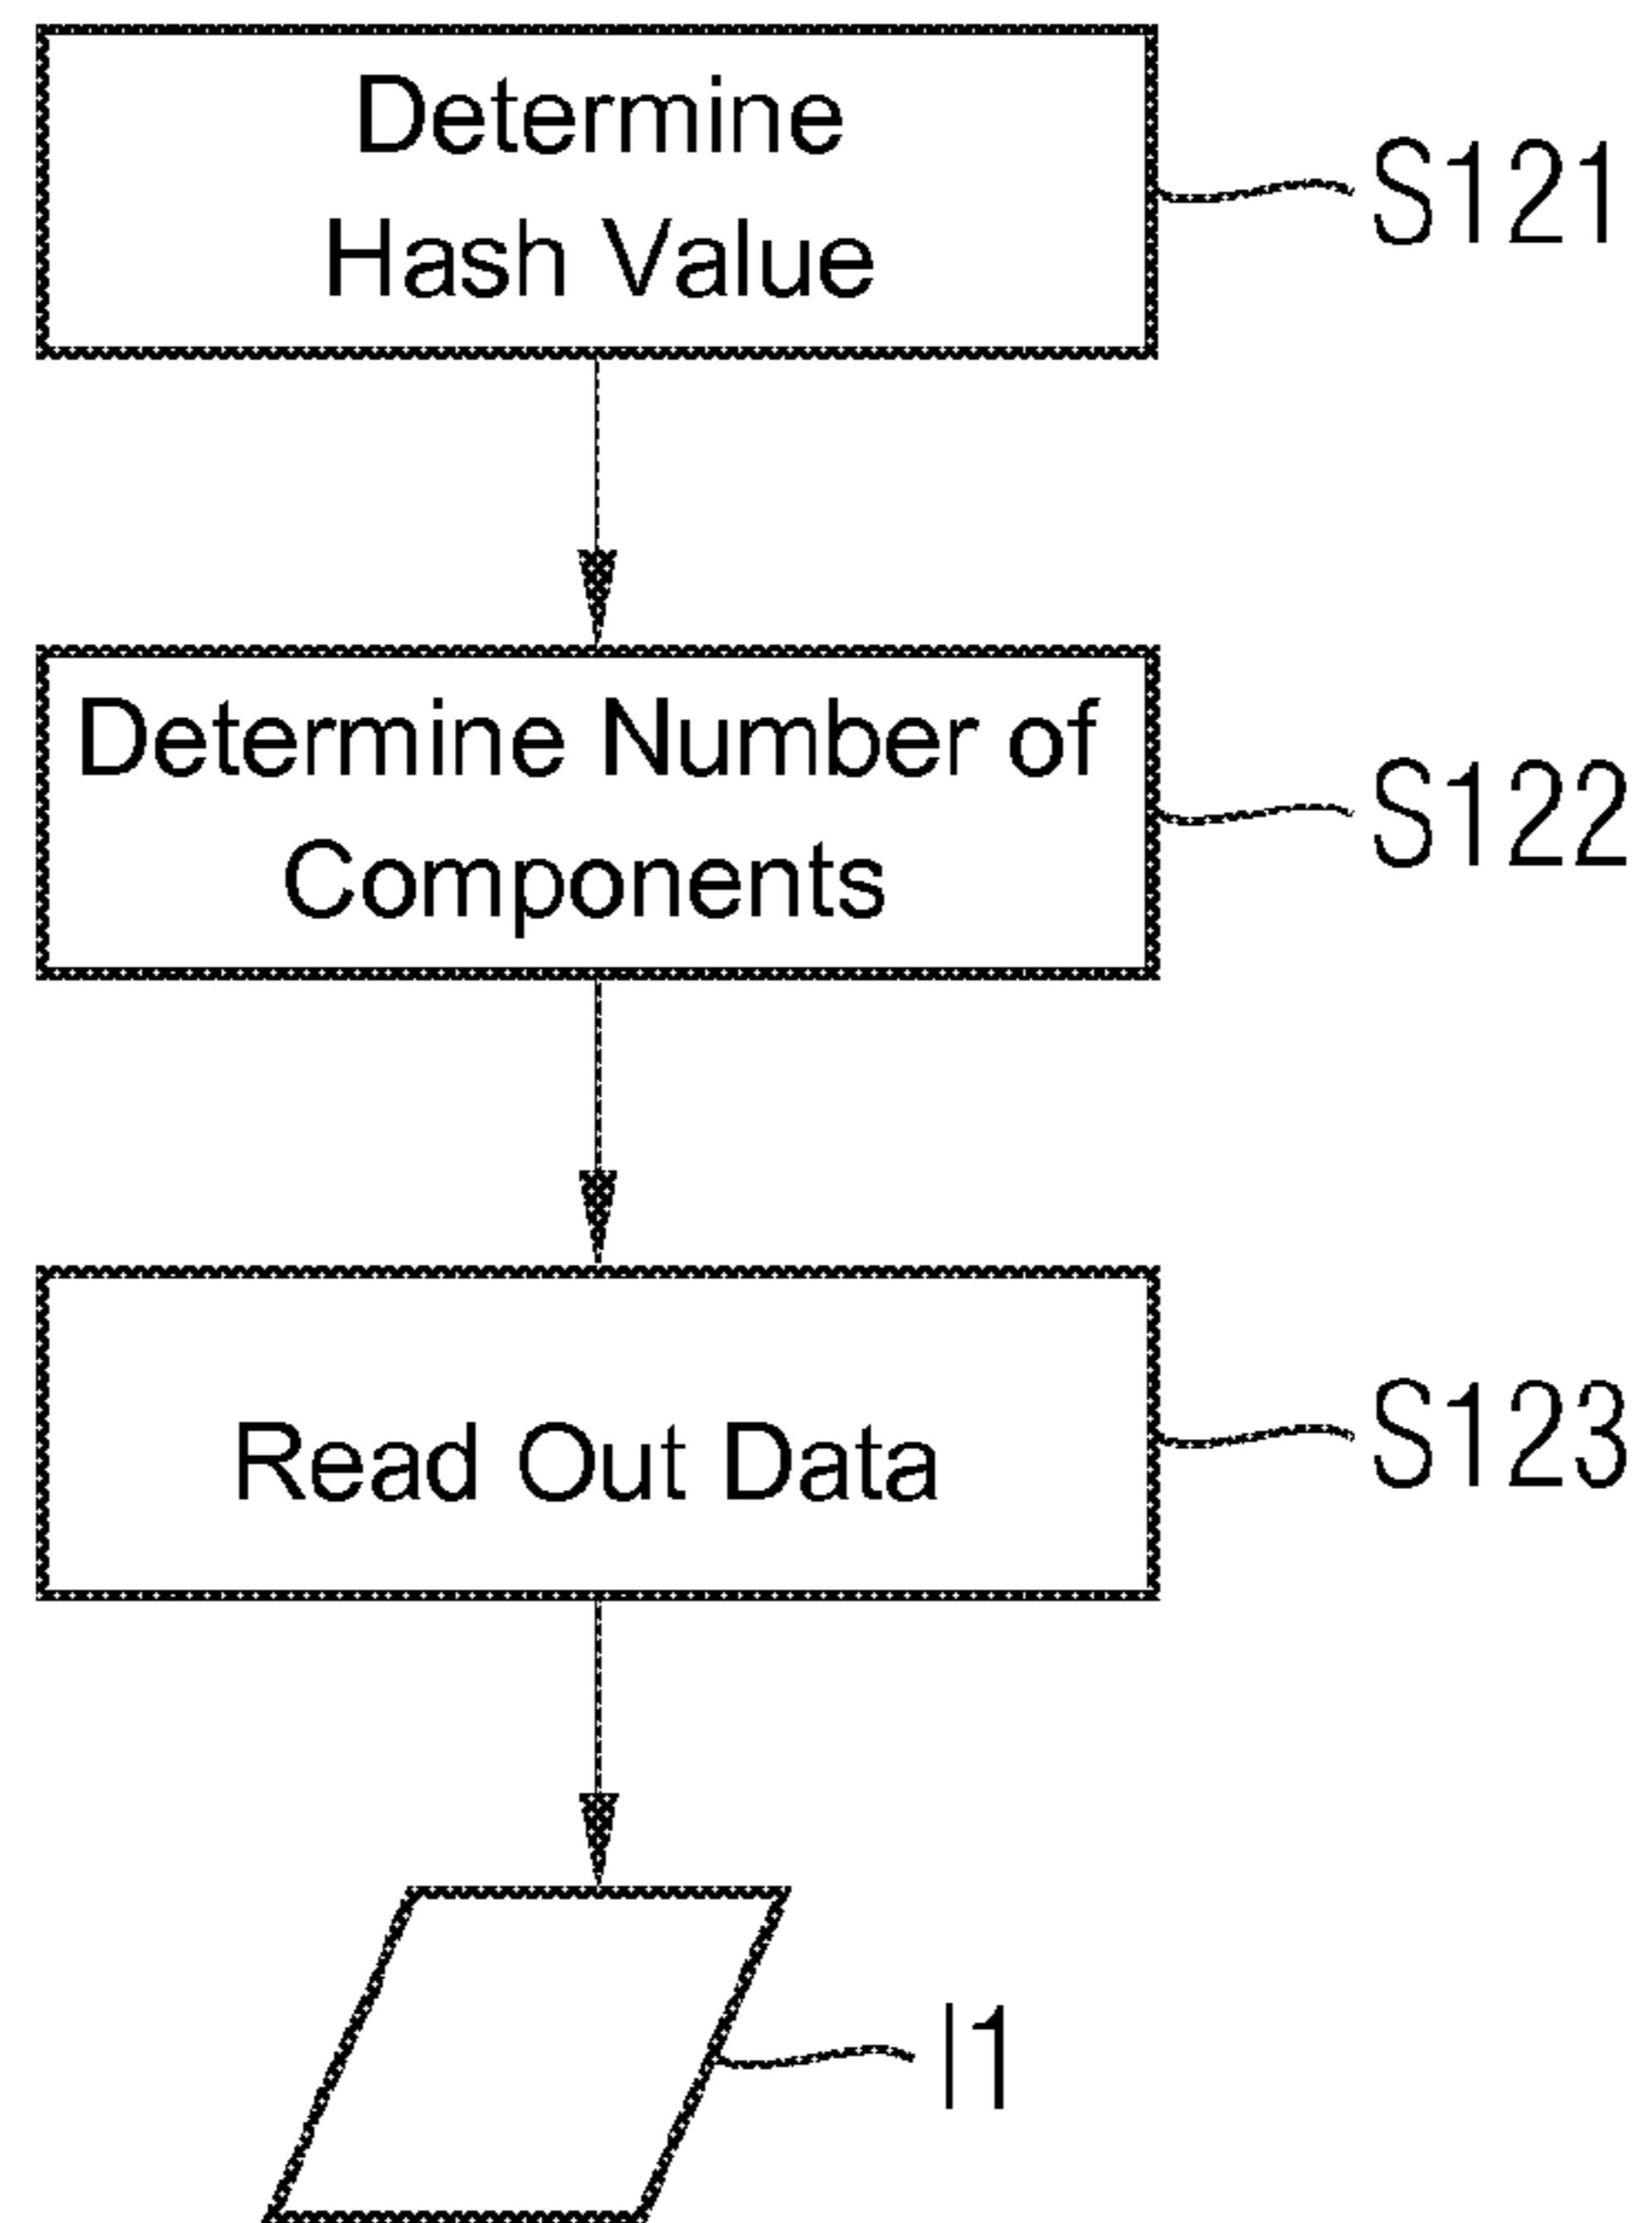 Determine
Hash Value
S121
Determine Number of
Components
S122
Read Out Data
S123
I1